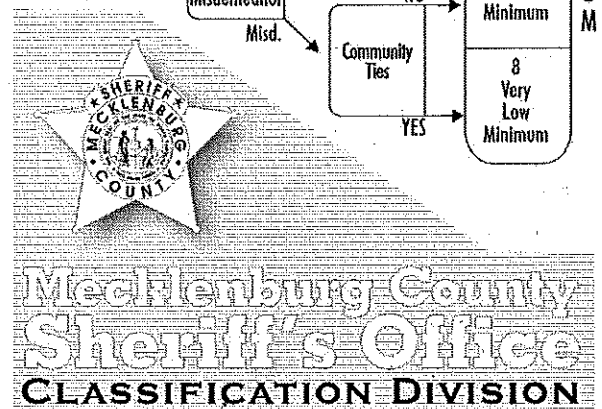 Misdemeanor
Misd.
Community
Ties
NO
YES
Minimum
8
Very
Low
Minimum
M
SHERIFF
MECKLENBURG
COUNTY
Mecklenburg County
Sheriff's Office
CLASSIFICATION DIVISION